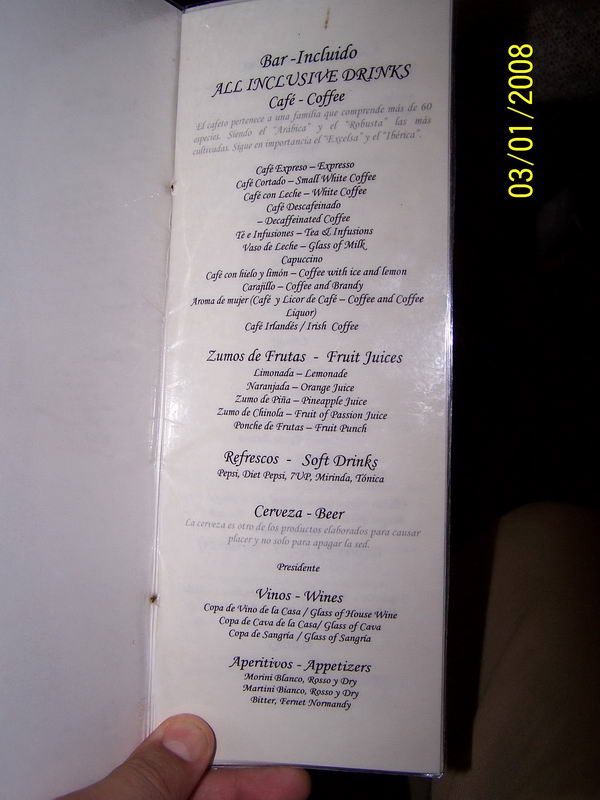 Bar -Incluido
ALL INCLUSIVE DRINKS
Café - Coffee
El cafeto pertenece a una familia que comprende más de 60
especies. Siendo el "Arábica" y el "Robusta" las más
cultivadas. Sigue en importancia el "Excelsa" y el "Ibérica".
Café Expreso – Expresso
Café Cortado – Small White Coffee
Café con Leche – White Coffee
Café Descafeinado
– Decaffeinated Coffee
Té e Infusiones – Tea & Infusions
Vaso de Leche – Glass of Milk
Capuccino
Café con hielo y limón – Coffee with ice and lemon
Carajillo – Coffee and Brandy
Aroma de mujer (Café y Licor de Café – Coffee and Coffee
Liquor)
Café Irlandés / Irish Coffee
Zumos de Frutas - Fruit Juices
Limonada – Lemonade
Naranjada – Orange Juice
Zumo de Piña – Pineapple Juice
Zumo de Chinola – Fruit of Passion Juice
Ponche de Frutas – Fruit Punch
Refrescos - Soft Drinks
Pepsi, Diet Pepsi, 7UP, Mirinda, Tónica
Cerveza - Beer
La cerveza es otro de los productos elaborados para causar
placer y no solo para apagar la sed.
Presidente
Vinos - Wines
Copa de Vino de la Casa / Glass of House Wine
Copa de Cava de la Casa/ Glass of Cava
Copa de Sangría / Glass of Sangría
Aperitivos - Appetizers
Morini Blanco, Rosso y Dry
Martini Bianco, Rosso y Dry
Bitter, Fernet Normandy
03/01/2008